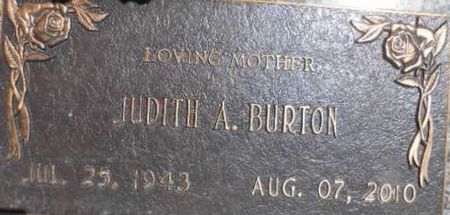 LOVING MOTHER
JUDITH A. BURTON
JUL. 25, 1943 AUG. 07, 2010